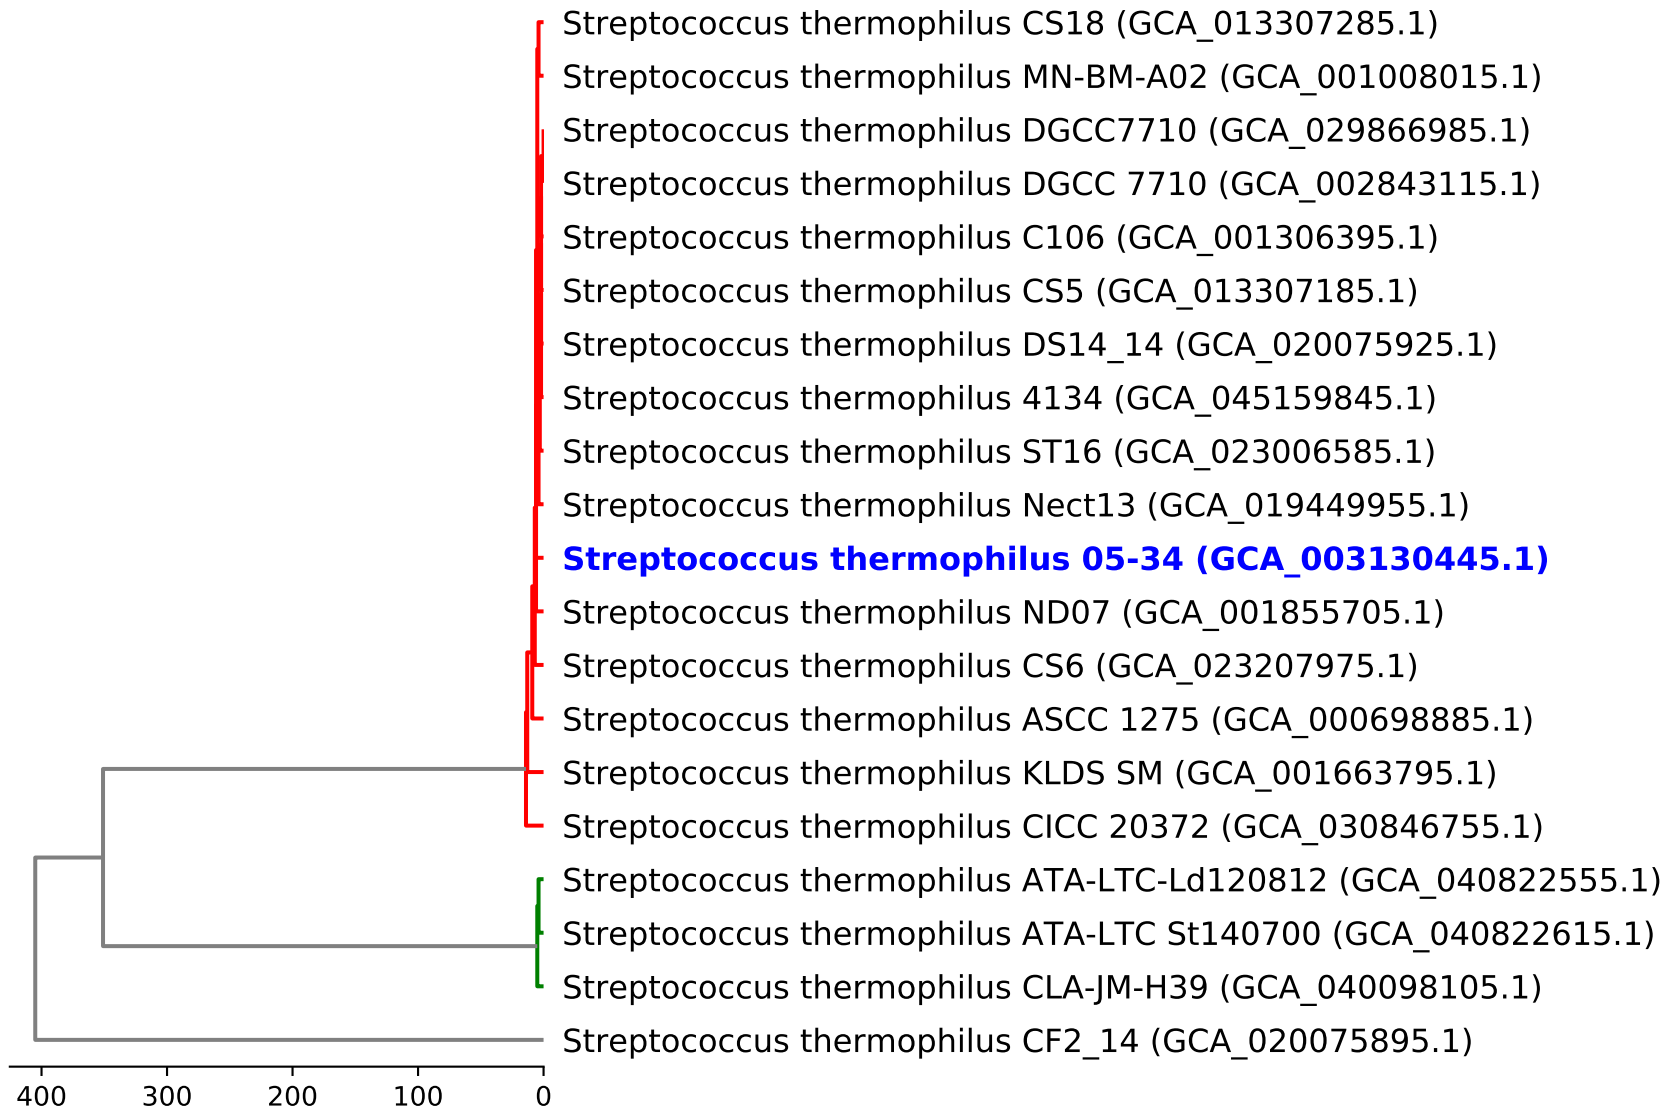 Streptococcus thermophilus CS18 (GCA_013307285.1)
Streptococcus thermophilus MN-BM-A02 (GCA_001008015.1)
Streptococcus thermophilus DGCC7710 (GCA_029866985.1)
Streptococcus thermophilus DGCC 7710 (GCA_002843115.1)
Streptococcus thermophilus C106 (GCA_001306395.1)
Streptococcus thermophilus CS5 (GCA_013307185.1)
Streptococcus thermophilus DS14_14 (GCA_020075925.1)
Streptococcus thermophilus 4134 (GCA_045159845.1)
Streptococcus thermophilus ST16 (GCA_023006585.1)
Streptococcus thermophilus Nect13 (GCA_019449955.1)
Streptococcus thermophilus 05-34 (GCA_003130445.1)
Streptococcus thermophilus ND07 (GCA_001855705.1)
Streptococcus thermophilus CS6 (GCA_023207975.1)
Streptococcus thermophilus ASCC 1275 (GCA_000698885.1)
Streptococcus thermophilus KLDS SM (GCA_001663795.1)
Streptococcus thermophilus CICC 20372 (GCA_030846755.1)
Streptococcus thermophilus ATA-LTC-Ld120812 (GCA_040822555.1)
Streptococcus thermophilus ATA-LTC St140700 (GCA_040822615.1)
Streptococcus thermophilus CLA-JM-H39 (GCA_040098105.1)
Streptococcus thermophilus CF2_14 (GCA_020075895.1)
400 300 200 100 0